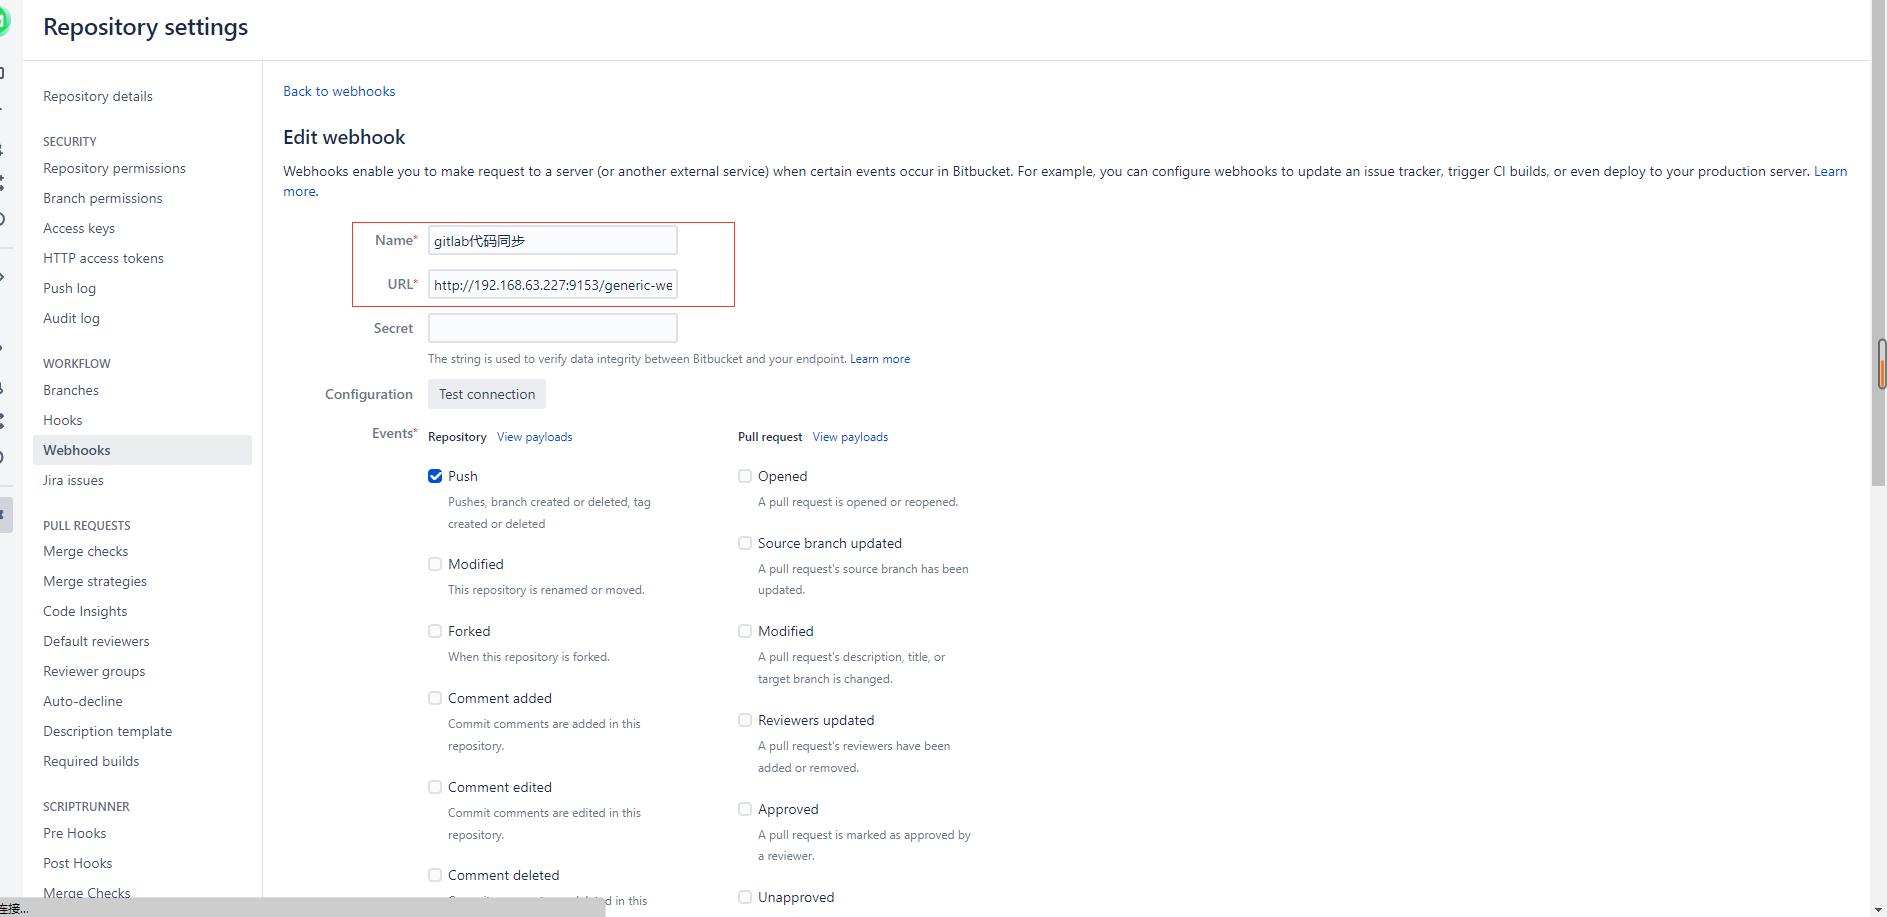 Repository settings
Repository details
SECURITY
Repository permissions
Branch permissions
Access keys
HTTP access tokens
Push log
Audit log
WORKFLOW
Branches
Hooks
Webhooks
Jira issues
PULL REQUESTS
Merge checks
Merge strategies
Code Insights
Default reviewers
Reviewer groups
Auto-decline
Description template
Required builds
SCRIPTRUNNER
Pre Hooks
Post Hooks
Merge Checks
连接...
Back to webhooks
Edit webhook
Webhooks enable you to make request to a server (or another external service) when certain events occur in Bitbucket. For example, you can configure webhooks to update an issue tracker, trigger CI builds, or even deploy to your production server. Learn
more.
Name* gitlab代码同步
URL* http://192.168.63.227:9153/generic-we
Secret
The string is used to verify data integrity between Bitbucket and your endpoint. Learn more
Configuration Test connection
Events* Repository View payloads
Push
Pushes, branch created or deleted, tag
created or deleted
Modified
This repository is renamed or moved.
Forked
When this repository is forked.
Comment added
Commit comments are added in this
repository.
Comment edited
Commit comments are edited in this
repository.
Comment deleted
in this
Pull request View payloads
Opened
A pull request is opened or reopened.
Source branch updated
A pull request's source branch has been
updated.
Modified
A pull request's description, title, or
target branch is changed.
Reviewers updated
A pull request's reviewers have been
added or removed.
Approved
A pull request is marked as approved by
a reviewer.
Unapproved